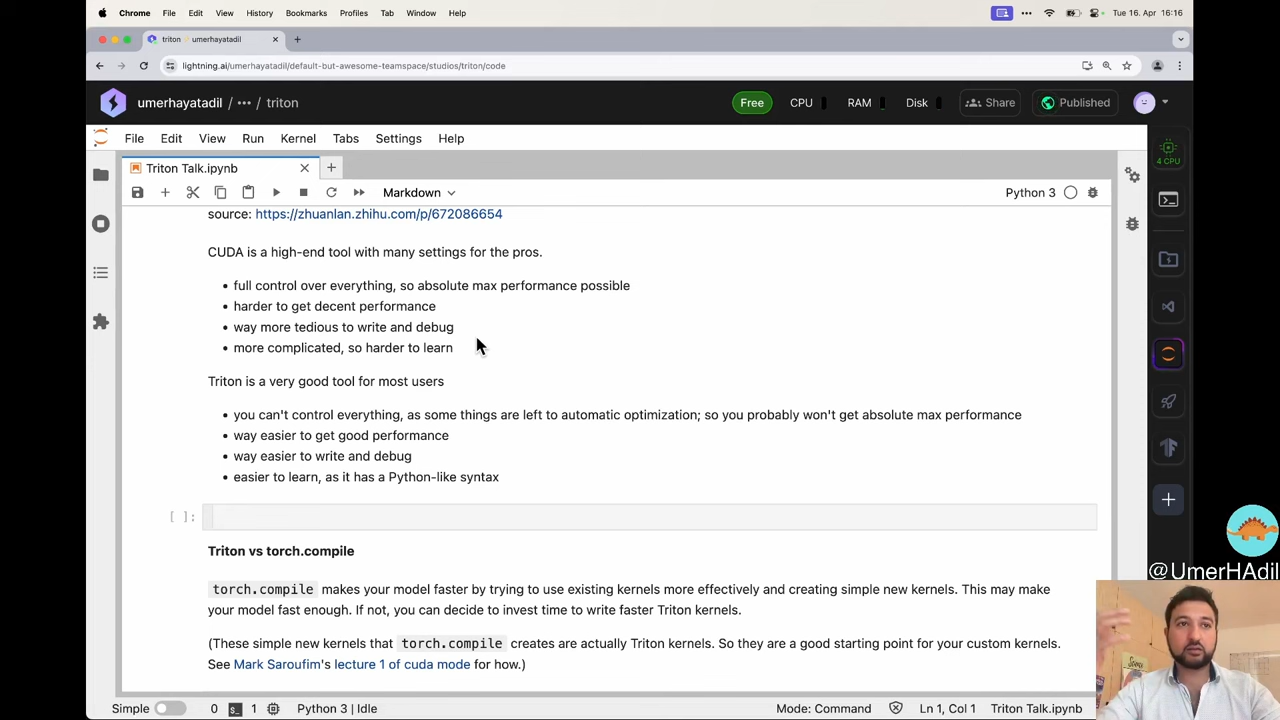 Chrome File Edit View History Bookmarks Profiles Tab Window Help Tue 16. Apr 16:16
triton umerhayatadil
lightning.ai/umerhayatadil/default-but-awesome-teamspace/studios/triton/code
umerhayatadil / ··· / triton Free CPU RAM Disk Share Published
File Edit View Run Kernel Tabs Settings Help
4 CPU
Triton Talk.ipynb
Markdown Python 3
source: https://zhuanlan.zhihu.com/p/672086654
CUDA is a high-end tool with many settings for the pros.
• full control over everything, so absolute max performance possible
• harder to get decent performance
• way more tedious to write and debug
• more complicated, so harder to learn
Triton is a very good tool for most users
• you can't control everything, as some things are left to automatic optimization; so you probably won't get absolute max performance
• way easier to get good performance
• way easier to write and debug
• easier to learn, as it has a Python-like syntax
[ ]:
Triton vs torch.compile
torch.compile makes your model faster by trying to use existing kernels more effectively and creating simple new kernels. This may make
your model fast enough. If not, you can decide to invest time to write faster Triton kernels.
(These simple new kernels that torch.compile creates are actually Triton kernels. So they are a good starting point for your custom kernels.
See Mark Saroufim's lecture 1 of cuda mode for how.)
@UmerHAdil
Simple 0 1 Python 3 | Idle Mode: Command Ln 1, Col 1 Triton Talk.ipynb